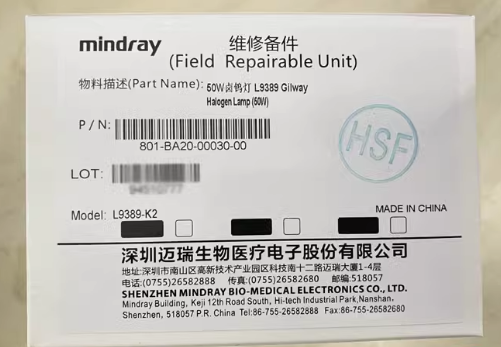 mindray
维修备件
(Field Repairable Unit)
物料描述(Part Name): 50W卤钨灯 L9389 Gilway
Halogen Lamp (50W)
P/N:
801-BA20-00030-00
HSF
LOT:
Model: L9389-K2
MADE IN CHINA
深圳迈瑞生物医疗电子股份有限公司
地址:深圳市南山区高新技术产业园区科技南十二路迈瑞大厦1-4层
电话:(0755)26582888 传真:(0755)26582680 邮编:518057
SHENZHEN MINDRAY BIO-MEDICAL ELECTRONICS CO., LTD.
Mindray Building, Keji 12th Road South, Hi-tech Industrial Park,Nanshan,
Shenzhen, 518057 P.R. China Tel:86-755-26582888 Fax:86-755-26582680